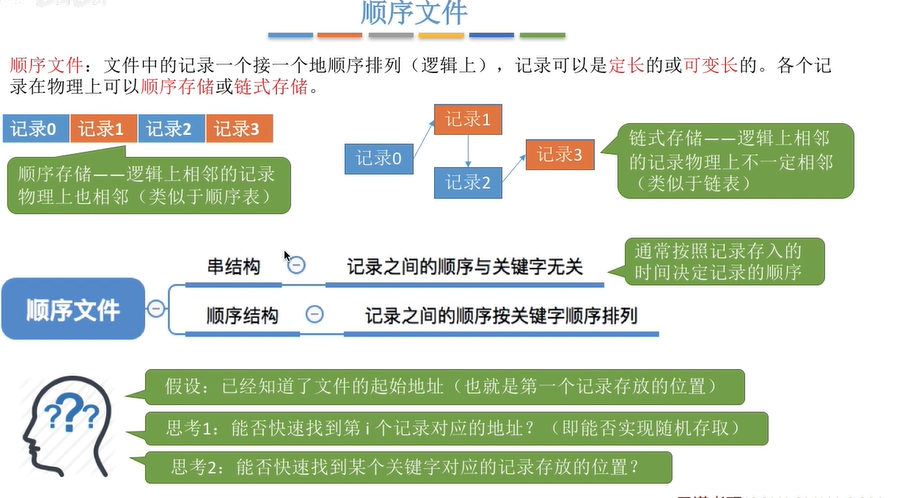 顺序文件
顺序文件：文件中的记录一个接一个地顺序排列（逻辑上），记录可以是定长的或可变长的。各个记
录在物理上可以顺序存储或链式存储。
记录0 记录1 记录2 记录3
顺序存储——逻辑上相邻的记录
物理上也相邻（类似于顺序表）
记录1
记录0
记录3
记录2
链式存储——逻辑上相邻
的记录物理上不一定相邻
（类似于链表）
串结构
记录之间的顺序与关键字无关
通常按照记录存入的
时间决定记录的顺序
顺序文件
顺序结构
记录之间的顺序按关键字顺序排列
???
假设：已经知道了文件的起始地址（也就是第一个记录存放的位置）
思考1：能否快速找到第 i 个记录对应的地址？（即能否实现随机存取）
思考2：能否快速找到某个关键字对应的记录存放的位置？